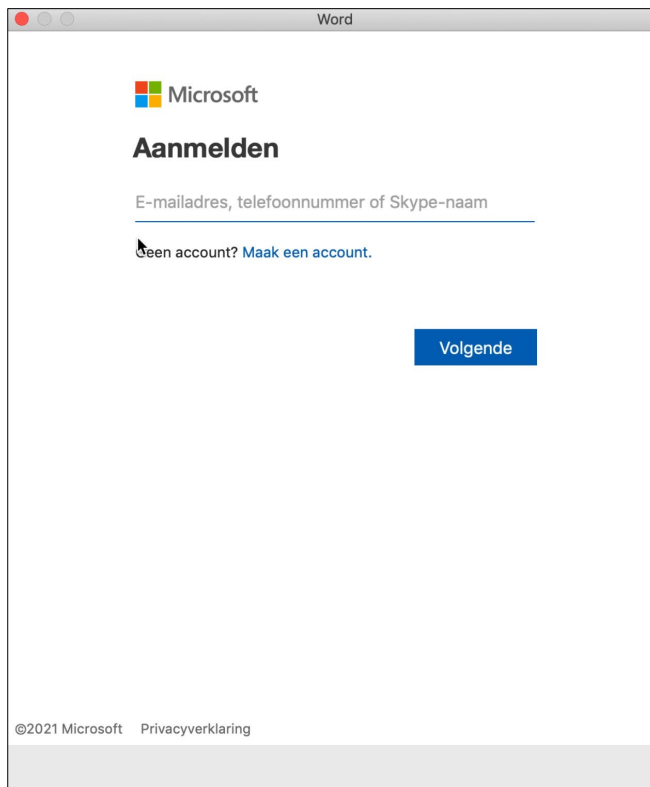 Word
Microsoft
Aanmelden
E-mailadres, telefoonnummer of Skype-naam
Geen account? Maak een account.
Volgende
©2021 Microsoft Privacyverklaring